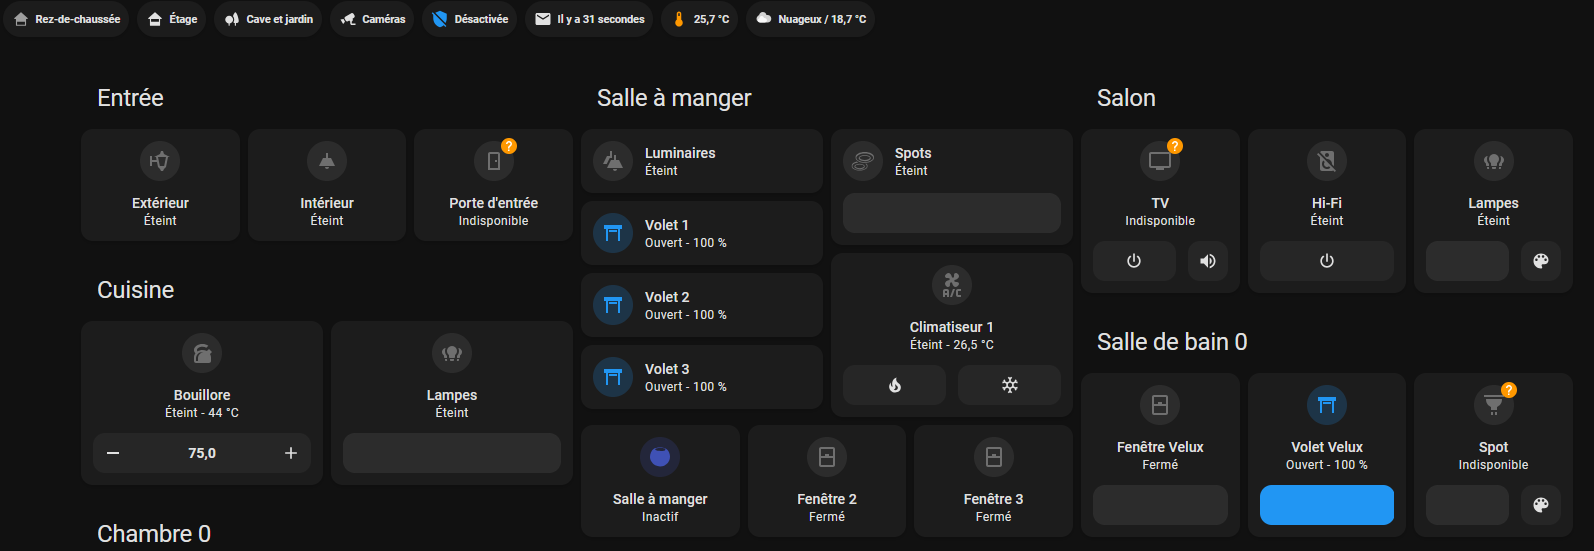 Rez-de-chaussée
Étage
Cave et jardin
Caméras
Désactivée
Il y a 31 secondes
25,7 °C
Nuageux / 18,7 °C
Entrée
Extérieur
Éteint
Intérieur
Éteint
?
Porte d'entrée
Indisponible
Cuisine
Bouillore
Éteint - 44 °C
75,0
Lampes
Éteint
Chambre 0
Salle à manger
Luminaires
Éteint
Volet 1
Ouvert - 100 %
Volet 2
Ouvert - 100 %
Volet 3
Ouvert - 100 %
Spots
Éteint
A/C
Climatiseur 1
Éteint - 26,5 °C
Salle à manger
Inactif
Fenêtre 2
Fermé
Fenêtre 3
Fermé
Salon
?
TV
Indisponible
Hi-Fi
Éteint
Lampes
Éteint
Salle de bain 0
Fenêtre Velux
Fermé
Volet Velux
Ouvert - 100 %
?
Spot
Indisponible